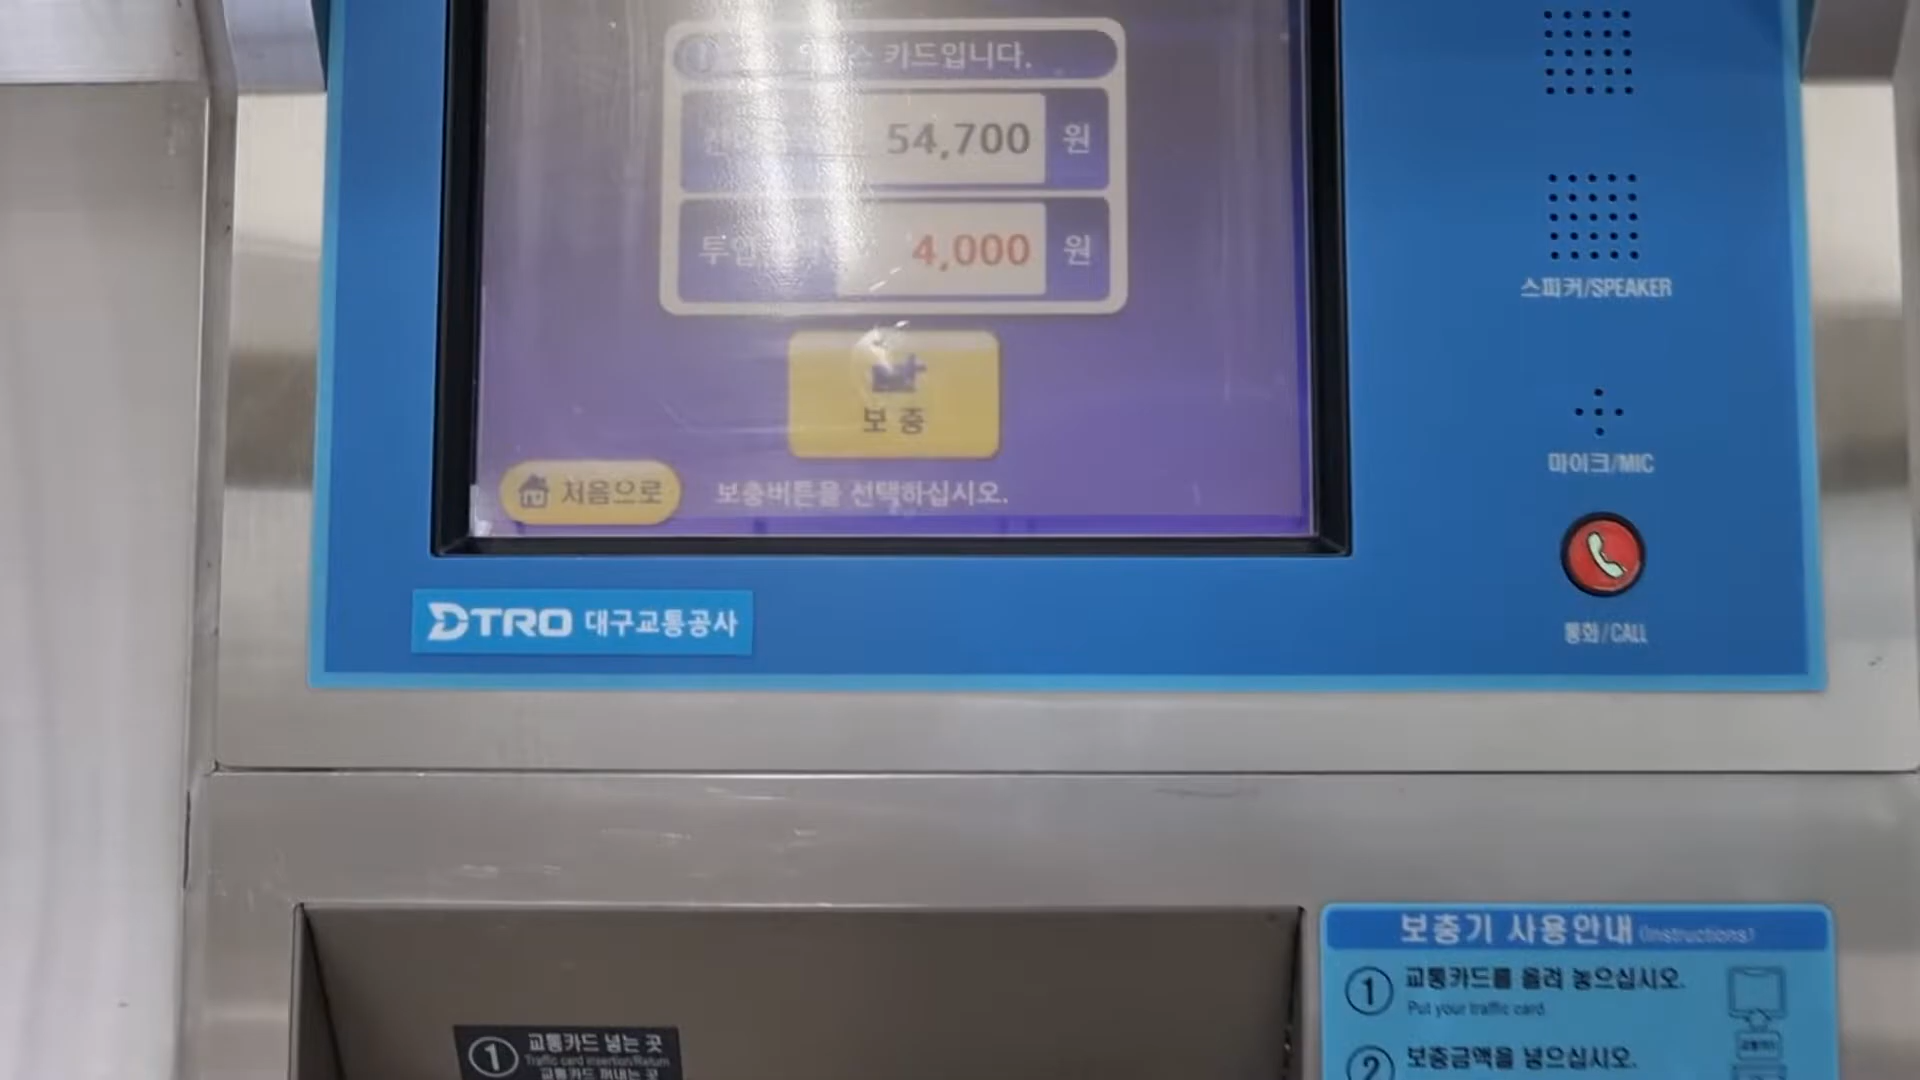 카드입니다.
54,700 원
4,000 원
보 충
처음으로
보충버튼을 선택하십시오.
스피커/SPEAKER
마이크/MIC
통화/CALL
DTRO 대구교통공사
보충기 사용안내 (Instructions)
① 교통카드를 올려 놓으십시오.
Put your traffic card
② 보충금액을 넣으십시오.
① 교통카드 넣는 곳
Traffic card insertion/Return
교통카드 꺼내는 곳